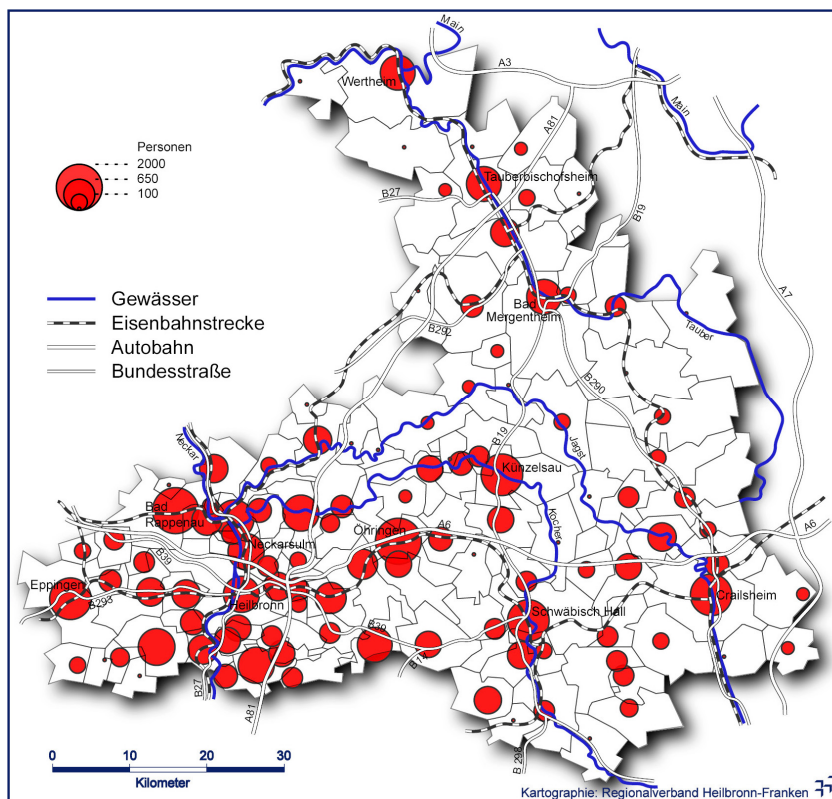 Main
A3
Wertheim
A81
Main
Personen
2000
650
100
Tauberbischofsheim
B27
B19
Gewässer
Eisenbahnstrecke
Autobahn
Bundesstraße
Bad
Mergentheim
A7
Tauber
B292
B290
Neckar
B19
Jagst
Künzelsau
Bad
Rappenau
Kocher
Öhringen
A6
A6
Neckarsulm
B39
Eppingen
B293
Heilbronn
Crailsheim
Schwäbisch Hall
B39
B14
B27
A81
B 298
0 10 20 30
Kilometer
Kartographie: Regionalverband Heilbronn-Franken